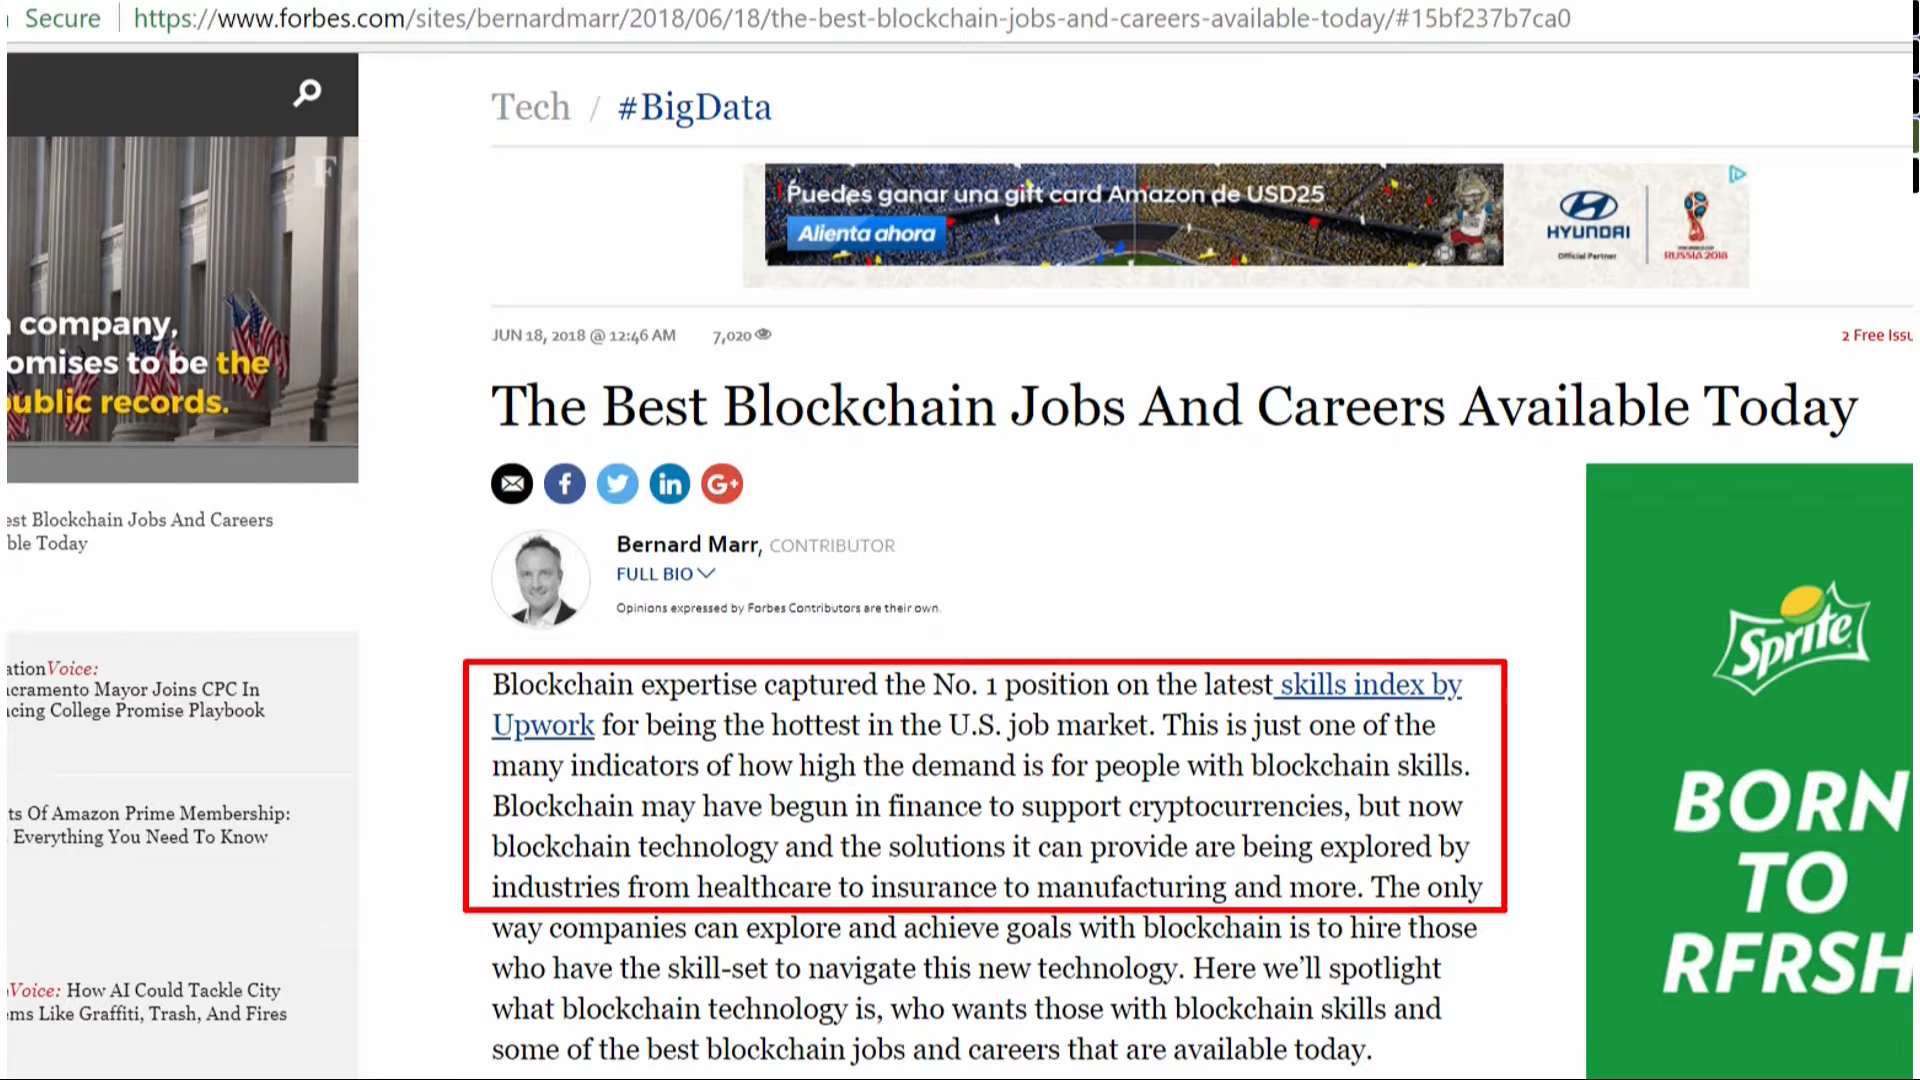 Secure
https://www.forbes.com/sites/bernardmarr/2018/06/18/the-best-blockchain-jobs-and-careers-available-today/#15bf237b7ca0
Tech / #BigData
Puedes ganar una gift card Amazon de USD25
Alienta ahora
HYUNDAI
Official Partner
RUSSIA 2018
company,
omises to be the
ublic records.
est Blockchain Jobs And Careers
ble Today
ationVoice:
acramento Mayor Joins CPC In
ncing College Promise Playbook
ts Of Amazon Prime Membership:
Everything You Need To Know
Voice: How AI Could Tackle City
ms Like Graffiti, Trash, And Fires
JUN 18, 2018 @ 12:46 AM 7,020
2 Free Issu
The Best Blockchain Jobs And Careers Available Today
Bernard Marr, CONTRIBUTOR
FULL BIO
Opinions expressed by Forbes Contributors are their own.
Blockchain expertise captured the No. 1 position on the latest skills index by
Upwork for being the hottest in the U.S. job market. This is just one of the
many indicators of how high the demand is for people with blockchain skills.
Blockchain may have begun in finance to support cryptocurrencies, but now
blockchain technology and the solutions it can provide are being explored by
industries from healthcare to insurance to manufacturing and more. The only
way companies can explore and achieve goals with blockchain is to hire those
who have the skill-set to navigate this new technology. Here we’ll spotlight
what blockchain technology is, who wants those with blockchain skills and
some of the best blockchain jobs and careers that are available today.
Sprite
BORN
TO
RFRSH